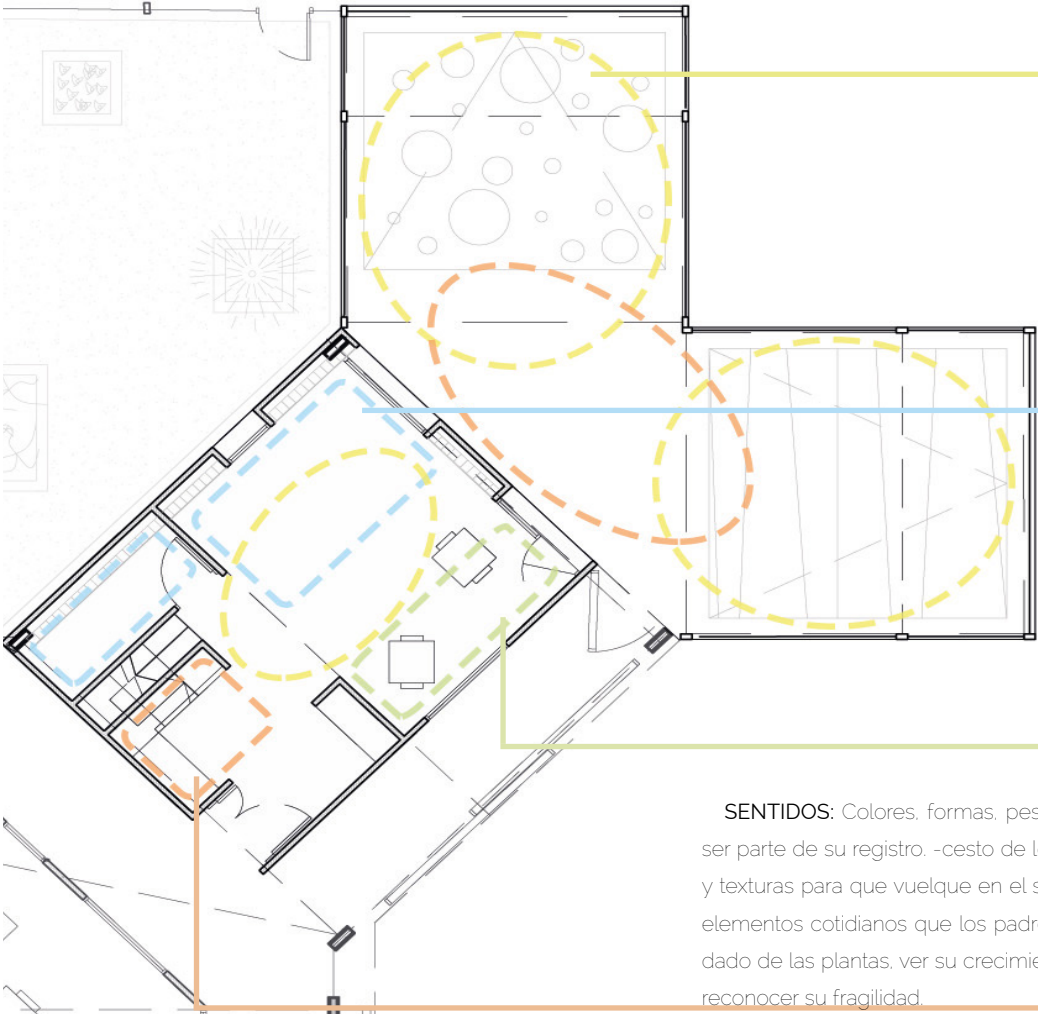 SENTIDOS: Colores, formas, pes
ser parte de su registro. -cesto de l
y texturas para que vuelque en el s
elementos cotidianos que los padr
dado de las plantas, ver su crecimie
reconocer su fragilidad.